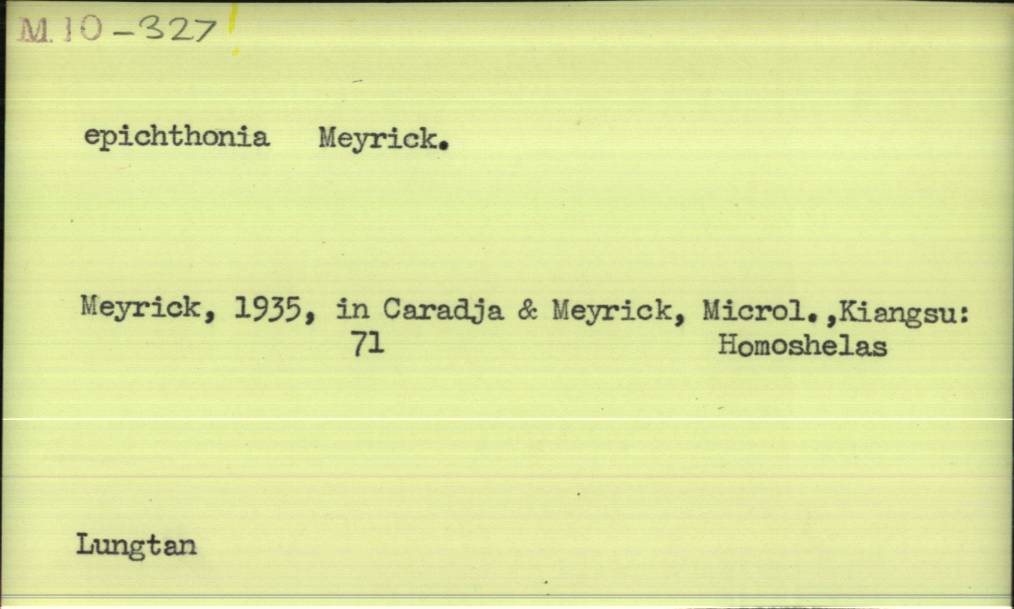 M.10-327
epichthonia Meyrick.
Meyrick, 1935, in Caradja & Meyrick, Microl.,Kiangsu:
71 Homoshelas
Lungtan